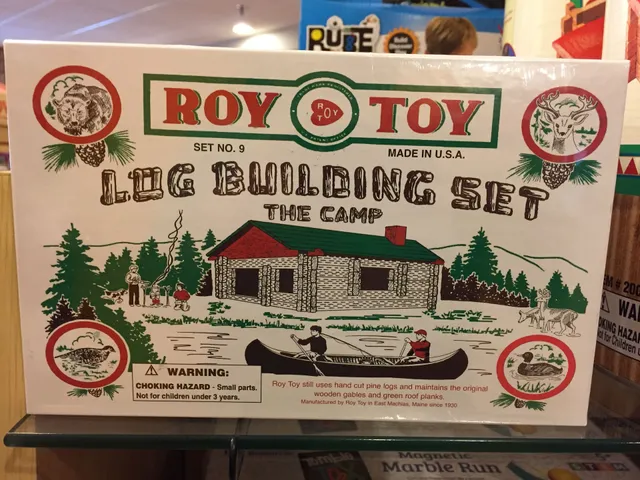 RUBE
ROY TOY
ROY
TOY
SET NO. 9
MADE IN U.S.A.
LOG BUILDING SET
THE CAMP
WARNING:
CHOKING HAZARD - Small parts.
Not for children under 3 years.
Roy Toy still uses hand cut pine logs and maintains the original
wooden gables and green roof planks.
Manufactured by Roy Toy in East Machias, Maine since 1930
WA
Magnetic
Marble Run